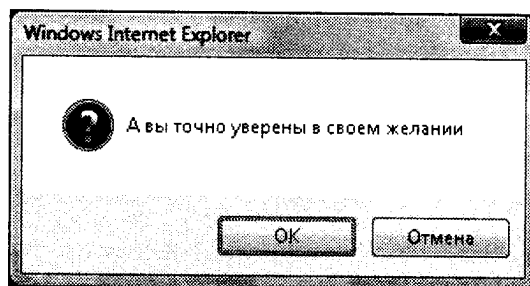 Windows Internet Explorer
А вы точно уверены в своем желании
OK
Отмена